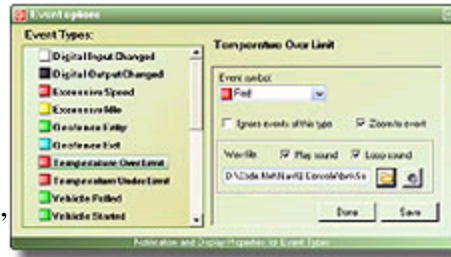 Event options
Event Types:
Digital Input Changed
Digital Output Changed
Excessive Speed
Excessive Idle
Geofence Entry
Geofence Exit
Temperature Over Limit
Temperature Under Limit
Vehicle Failed
Vehicle Started
Temperature Over Limit
Event symbol:
Red
Ignore events of this type
Zoom to event
Wav file:
Play sound
Loop sound
Done
Save
Notification and Display Properties for Event Types
,